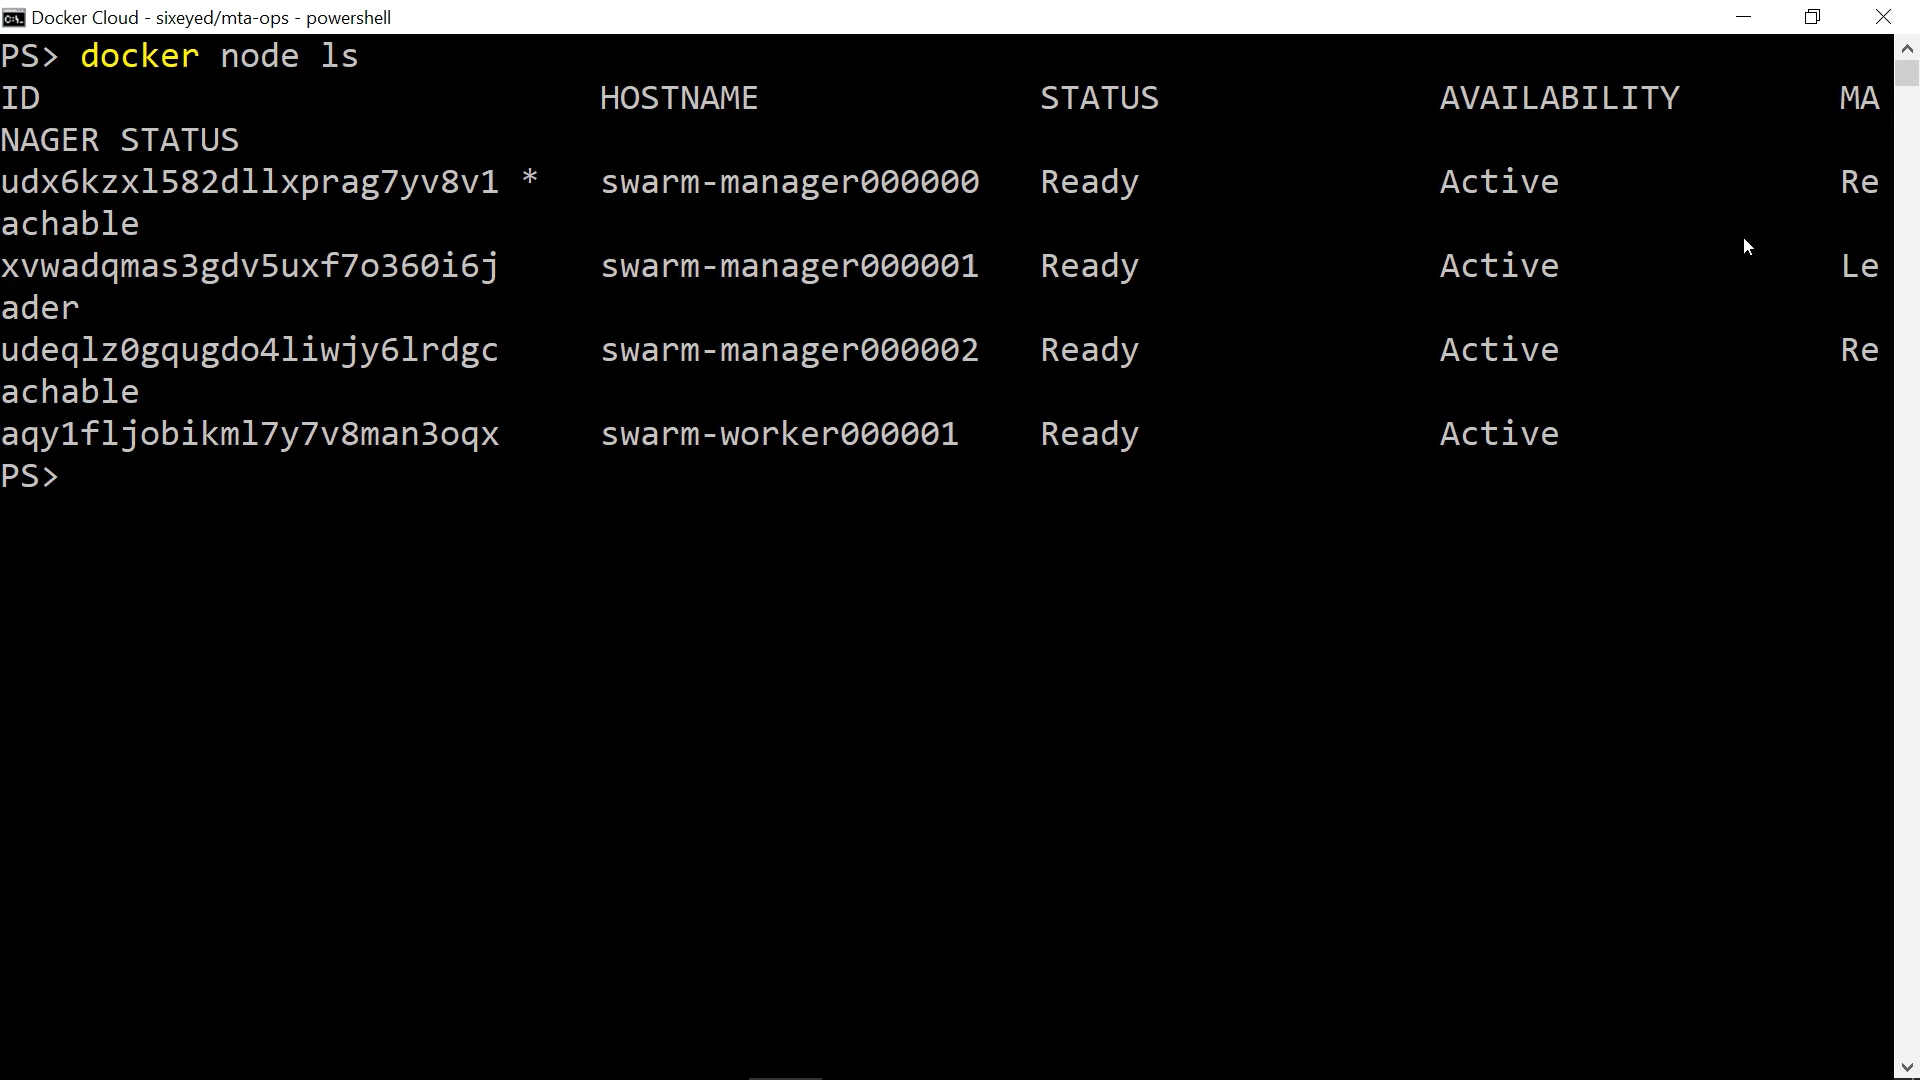 Docker Cloud - sixeyed/mta-ops - powershell
PS> docker node ls
ID HOSTNAME STATUS AVAILABILITY MA
NAGER STATUS
udx6kzxl582dllxprag7yv8v1 * swarm-manager000000 Ready Active Re
achable
xvwadqmas3gdv5uxf7o360i6j swarm-manager000001 Ready Active Le
ader
udeqlz0gqugdo4liwjy6lrdgc swarm-manager000002 Ready Active Re
achable
aqy1fljobikml7y7v8man3oqx swarm-worker000001 Ready Active
PS>